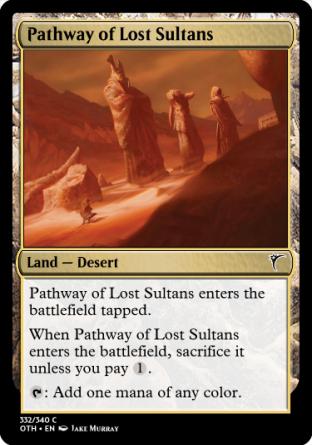 Pathway of Lost Sultans
Land — Desert
Pathway of Lost Sultans enters the
battlefield tapped.
When Pathway of Lost Sultans
enters the battlefield, sacrifice it
unless you pay 1.
: Add one mana of any color.
332/340 C
OTH • EN Jake Murray